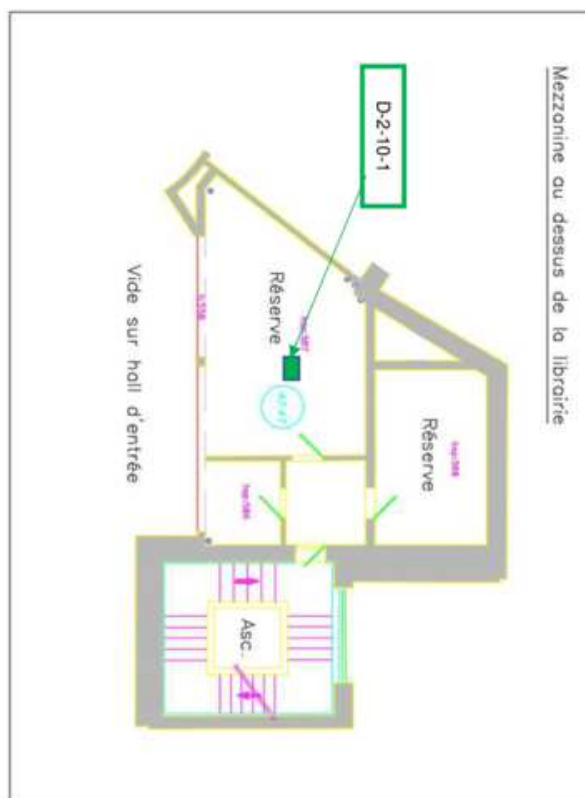 Mezzanine au dessus de la librairie
D-2-10-1
Réserve
Réserve
Vide sur hall d'entrée
Asc.